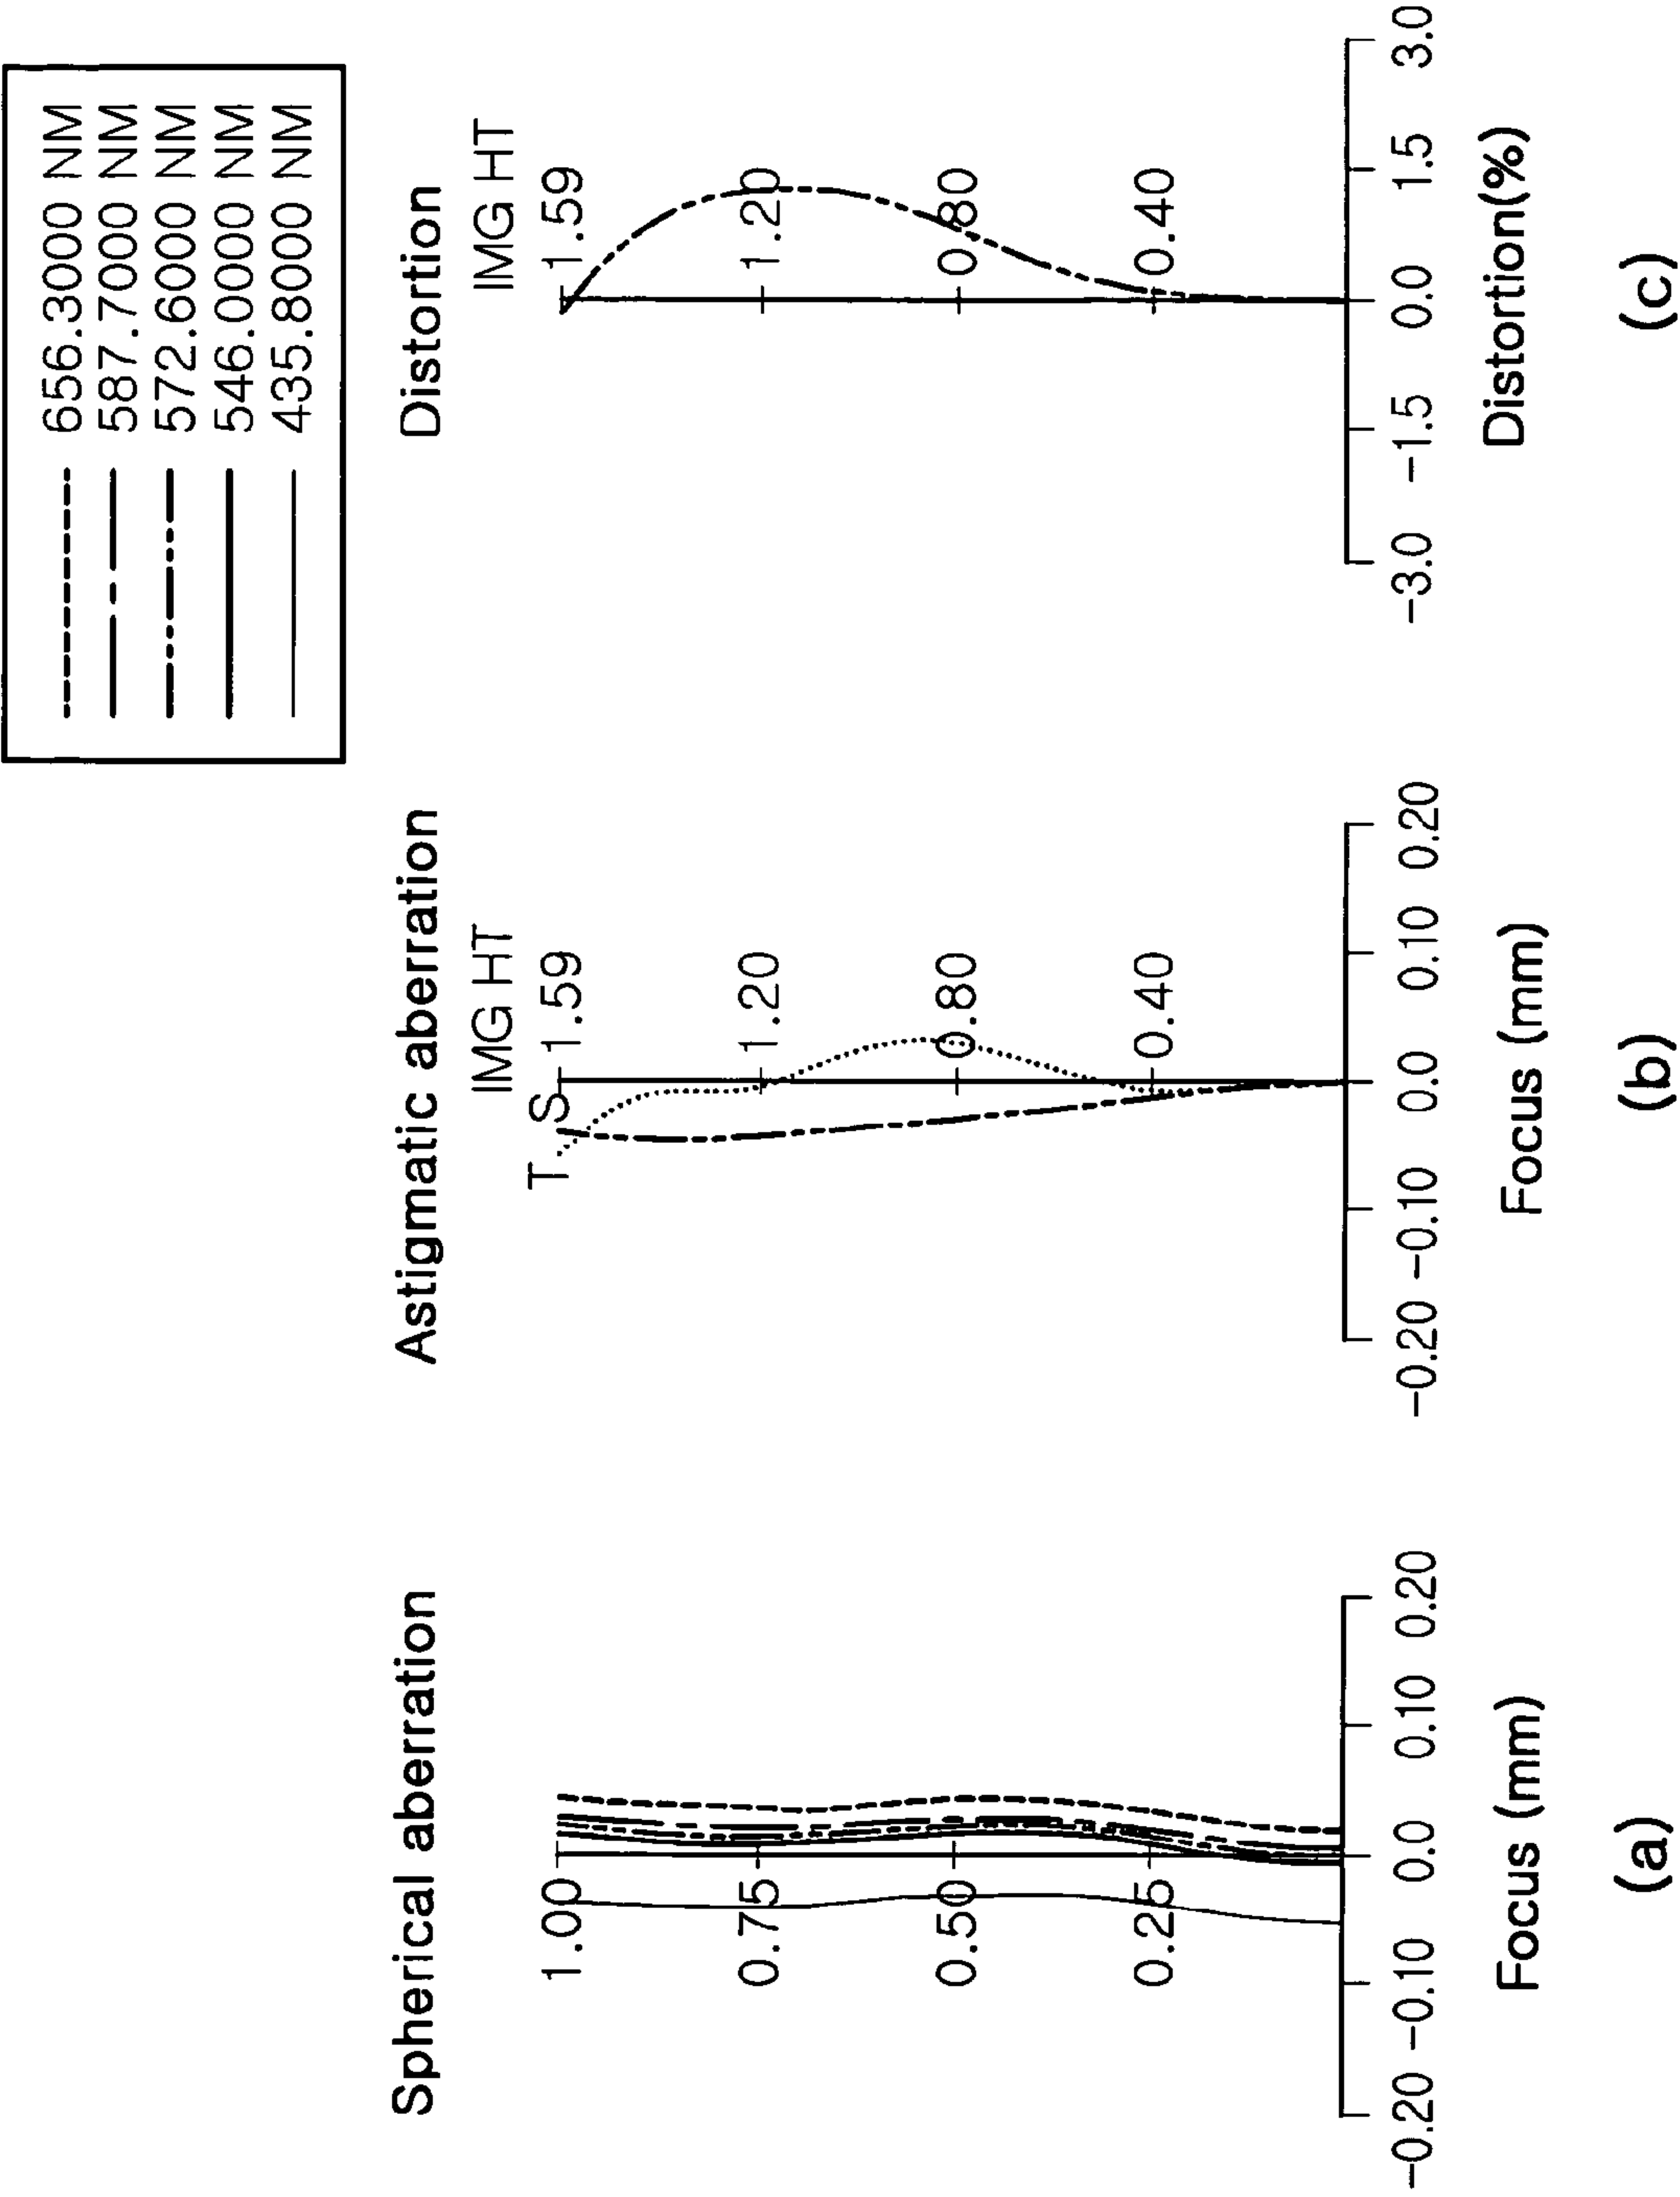 656.3000 NM
587.7000 NM
572.6000 NM
546.0000 NM
435.8000 NM
Spherical aberration
1.00
0.75
0.50
0.25
−0.20 −0.10 0.0 0.10 0.20
Focus (mm)
(a)
Astigmatic aberration
IMG HT
T S
1.59
1.20
0.80
0.40
−0.20 −0.10 0.0 0.10 0.20
Focus (mm)
(b)
Distortion
IMG HT
1.59
1.20
0.80
0.40
−3.0 −1.5 0.0 1.5 3.0
Distortion(%)
(c)